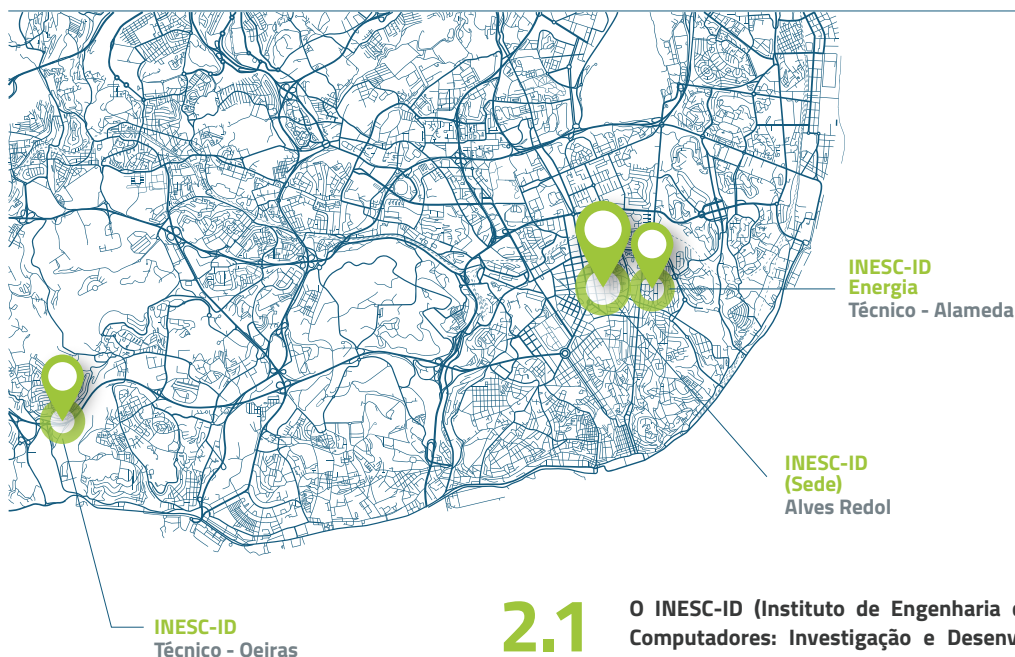 INESC-ID
Energia
Técnico - Alameda
INESC-ID
(Sede)
Alves Redol
INESC-ID
Técnico - Oeiras
2.1
O INESC-ID (Instituto de Engenharia
Computadores: Investigação e